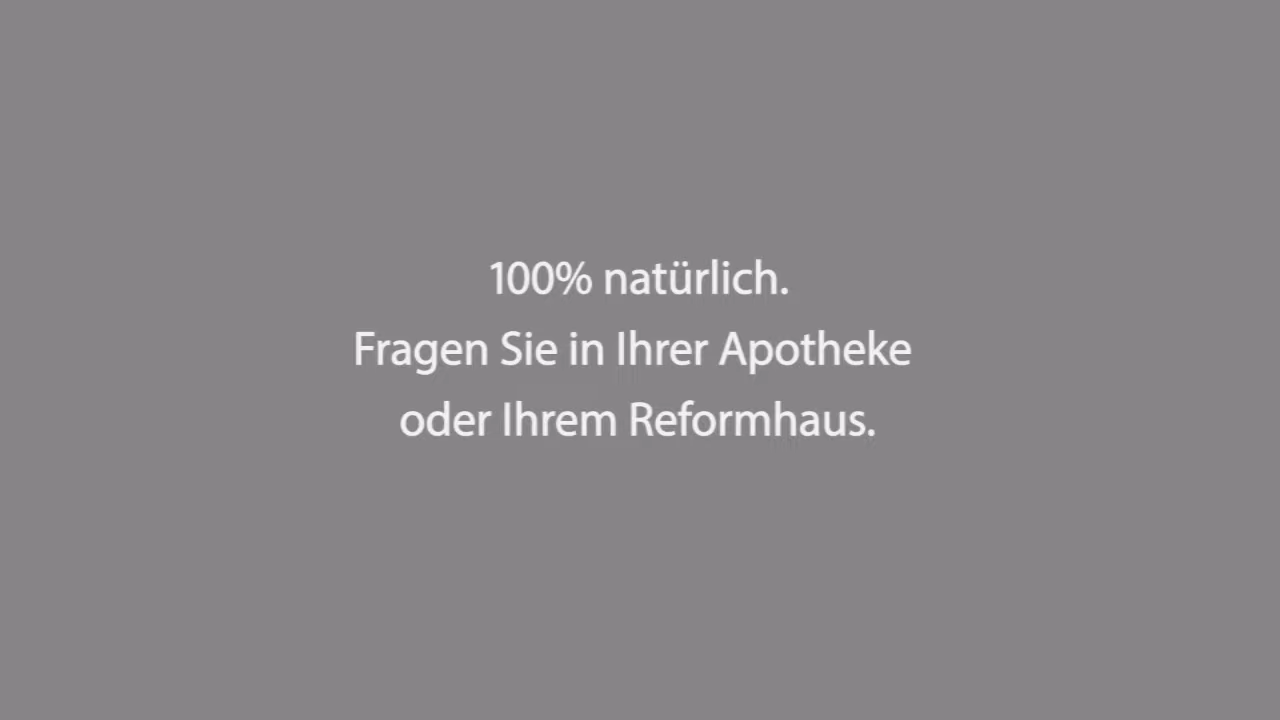 100% natürlich.
Fragen Sie in Ihrer Apotheke
oder Ihrem Reformhaus.